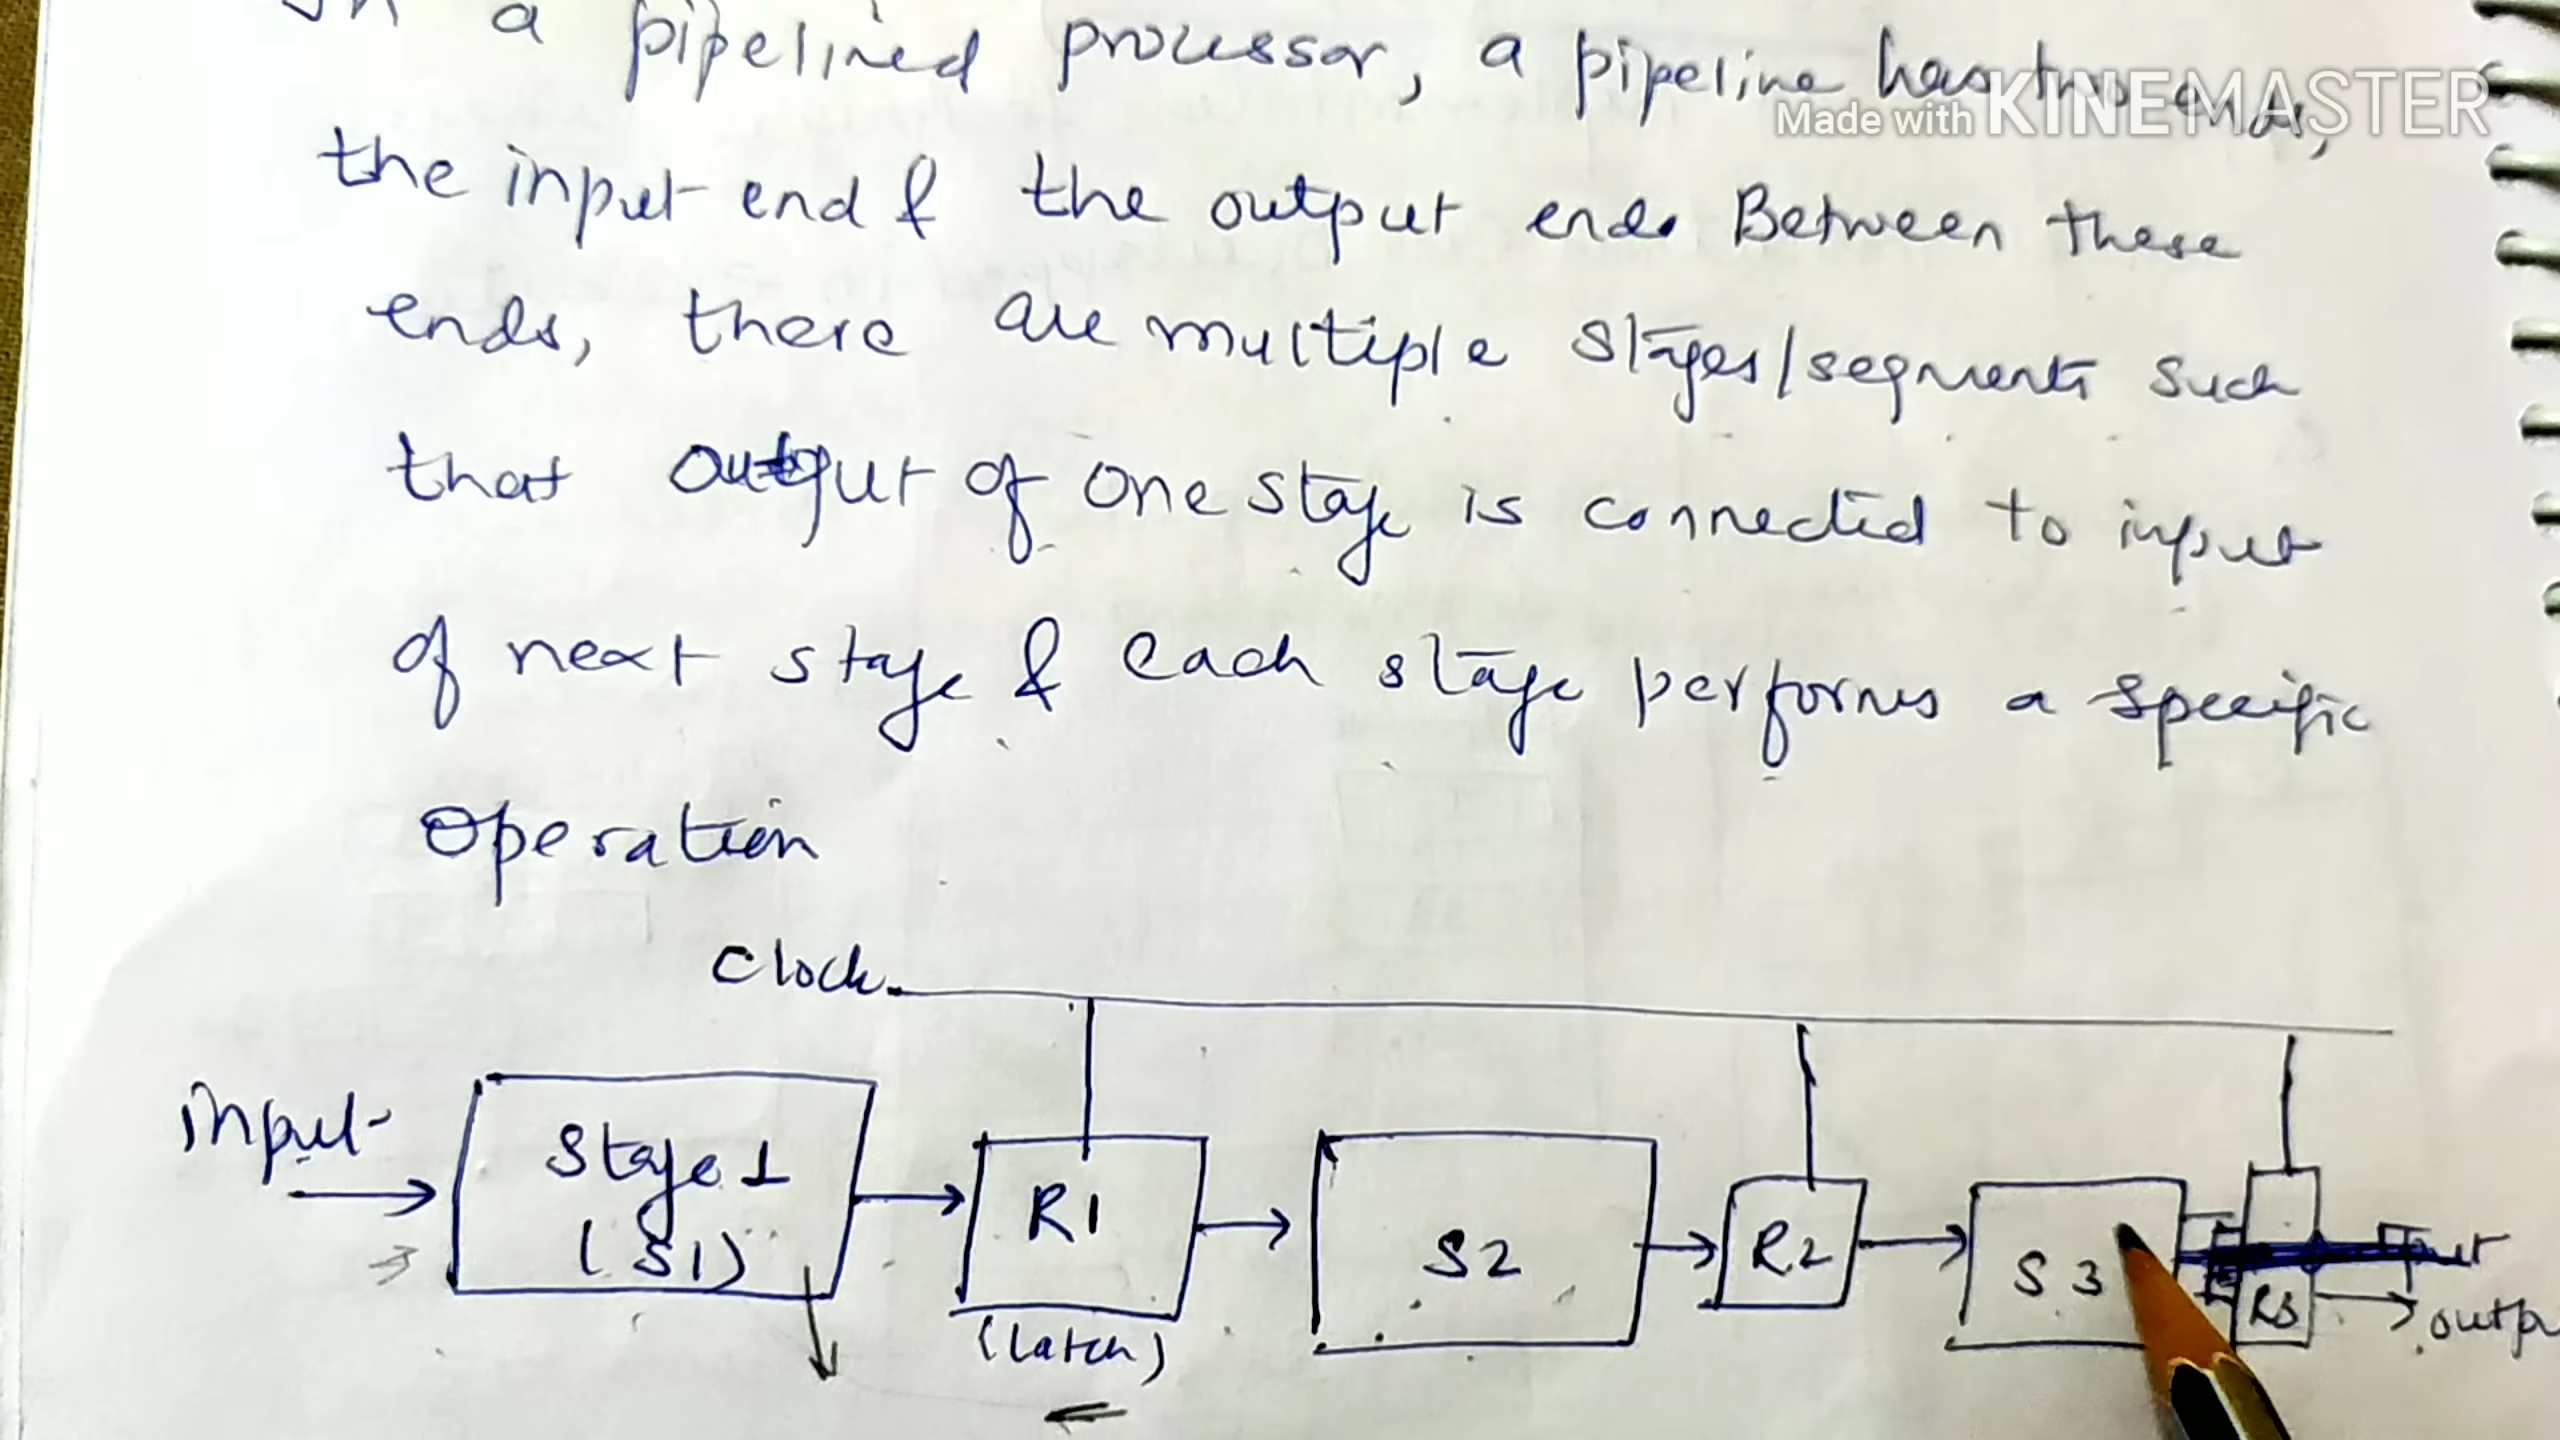 In a pipelined processor, a pipeline has two ends,
Made with KINEMASTER
the input end & the output end. Between these
ends, there are multiple stages/segments such
that output of one stage is connected to input
of next stage & each stage performs a specific
operation
Clock
input
Stage 1
(S1)
R1
(latch)
S2
R2
S3
R3
outpu